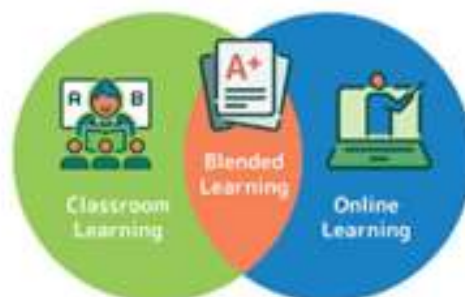 A+
A B
Blended
Learning
Classroom
Learning
Online
Learning